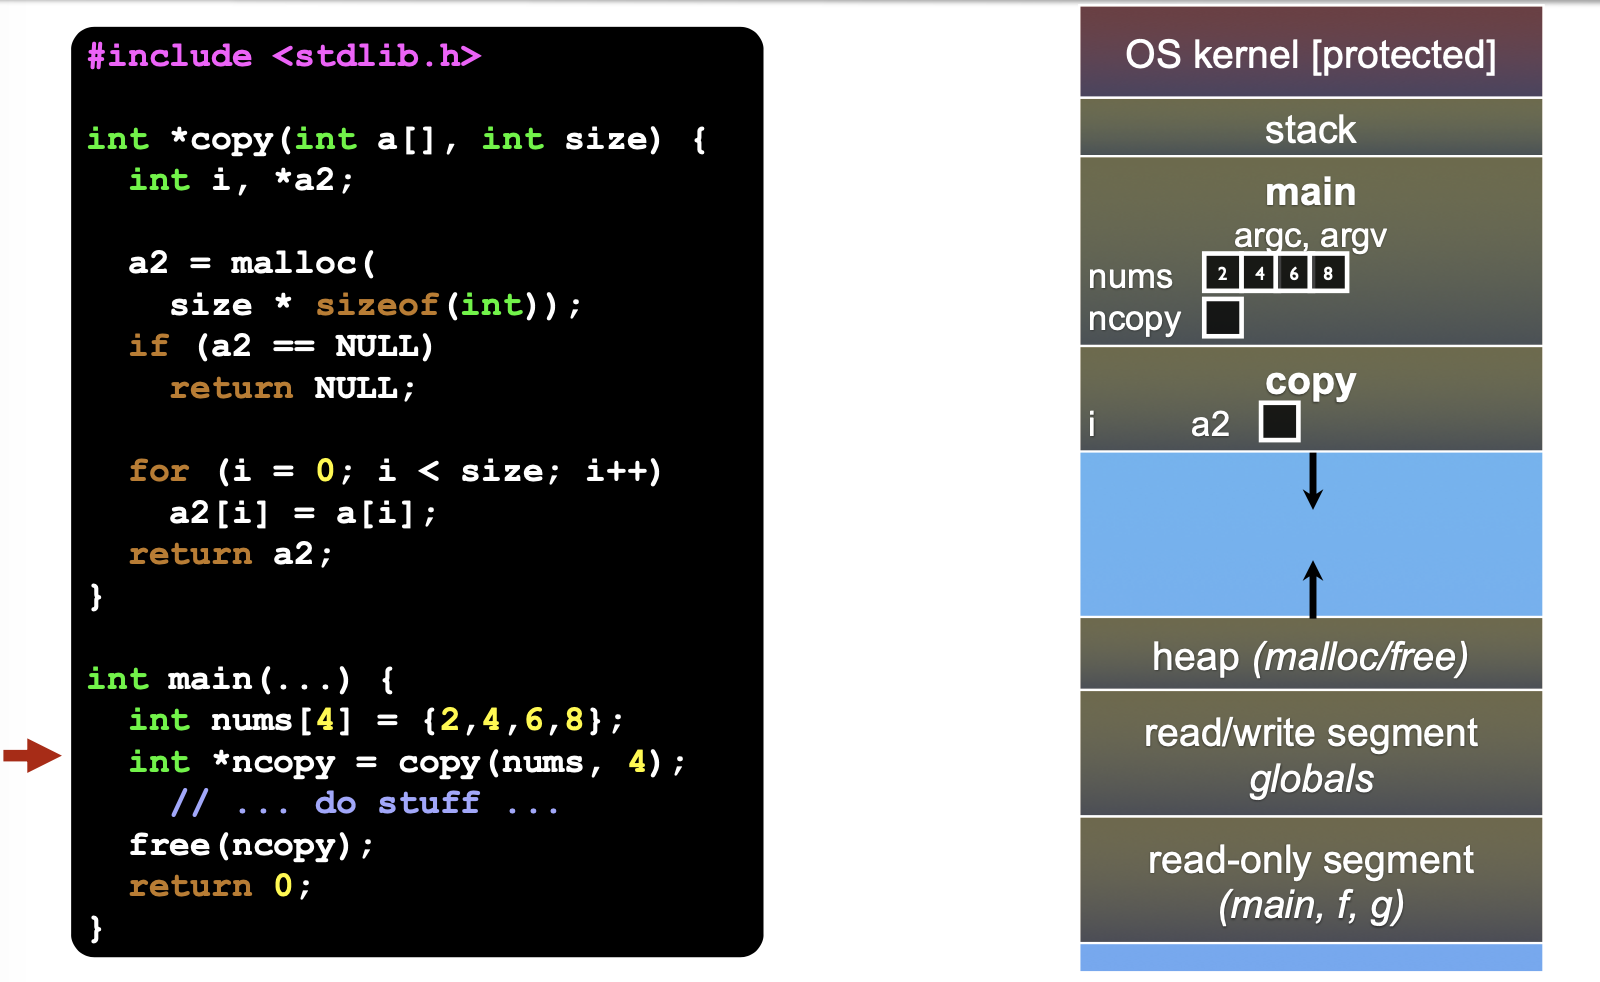 #include <stdlib.h>
int *copy(int a[], int size) {
  int i, *a2;
  a2 = malloc(
    size * sizeof(int));
  if (a2 == NULL)
    return NULL;
  for (i = 0; i < size; i++)
    a2[i] = a[i];
  return a2;
}
int main(...) {
  int nums[4] = {2,4,6,8};
  int *ncopy = copy(nums, 4);
    // ... do stuff ...
  free(ncopy);
  return 0;
}
OS kernel [protected]
stack
main
argc, argv
nums 2 4 6 8
ncopy
copy
i a2
heap (malloc/free)
read/write segment
globals
read-only segment
(main, f, g)